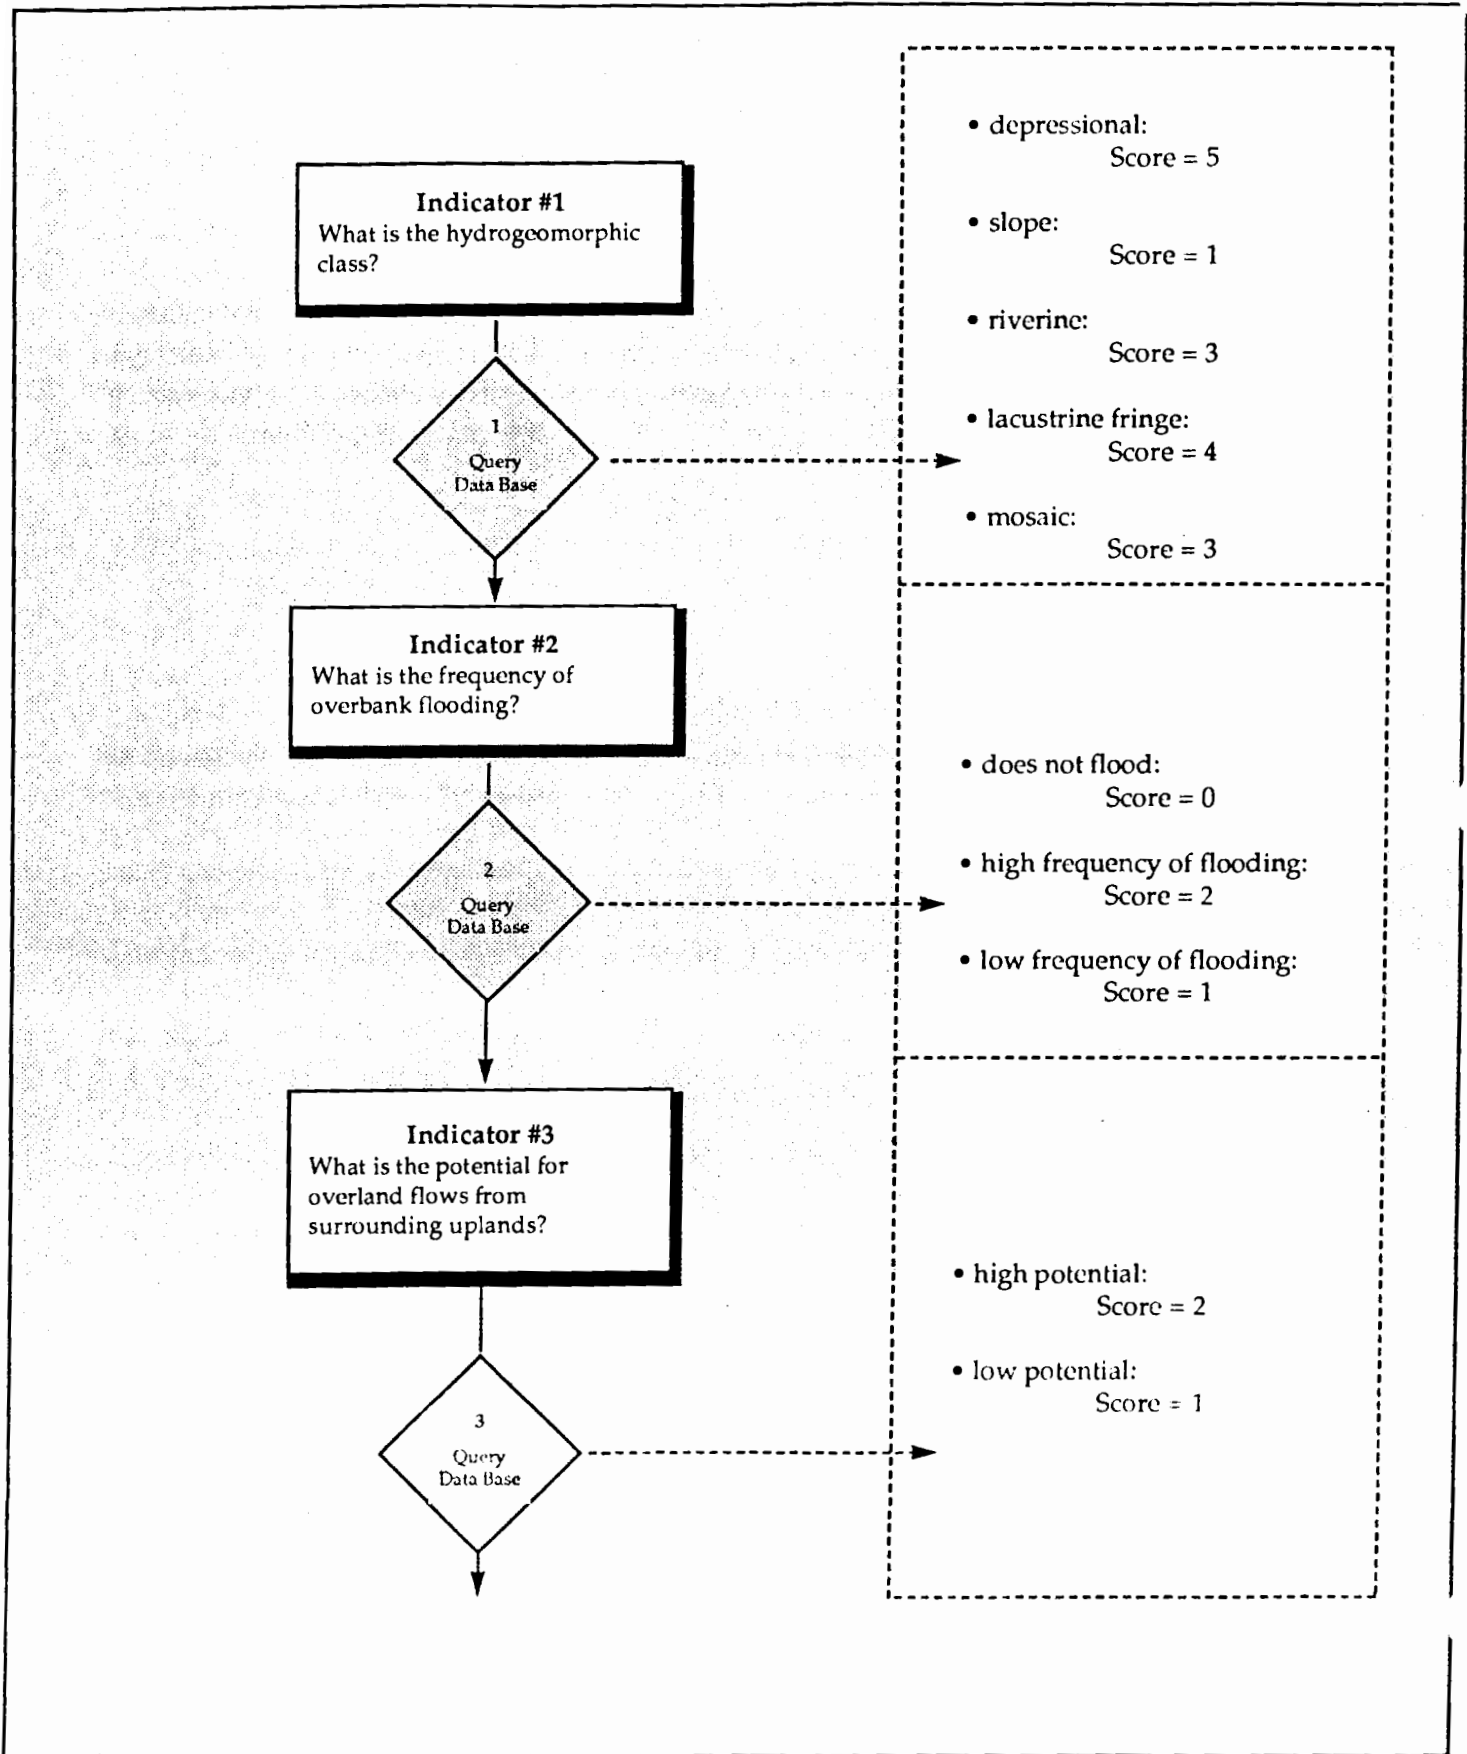 Indicator #1
What is the hydrogeomorphic
class?
1
Query
Data Base
• depressional:
Score = 5
• slope:
Score = 1
• riverine:
Score = 3
• lacustrine fringe:
Score = 4
• mosaic:
Score = 3
Indicator #2
What is the frequency of
overbank flooding?
2
Query
Data Base
• does not flood:
Score = 0
• high frequency of flooding:
Score = 2
• low frequency of flooding:
Score = 1
Indicator #3
What is the potential for
overland flows from
surrounding uplands?
3
Query
Data Base
• high potential:
Score = 2
• low potential:
Score = 1